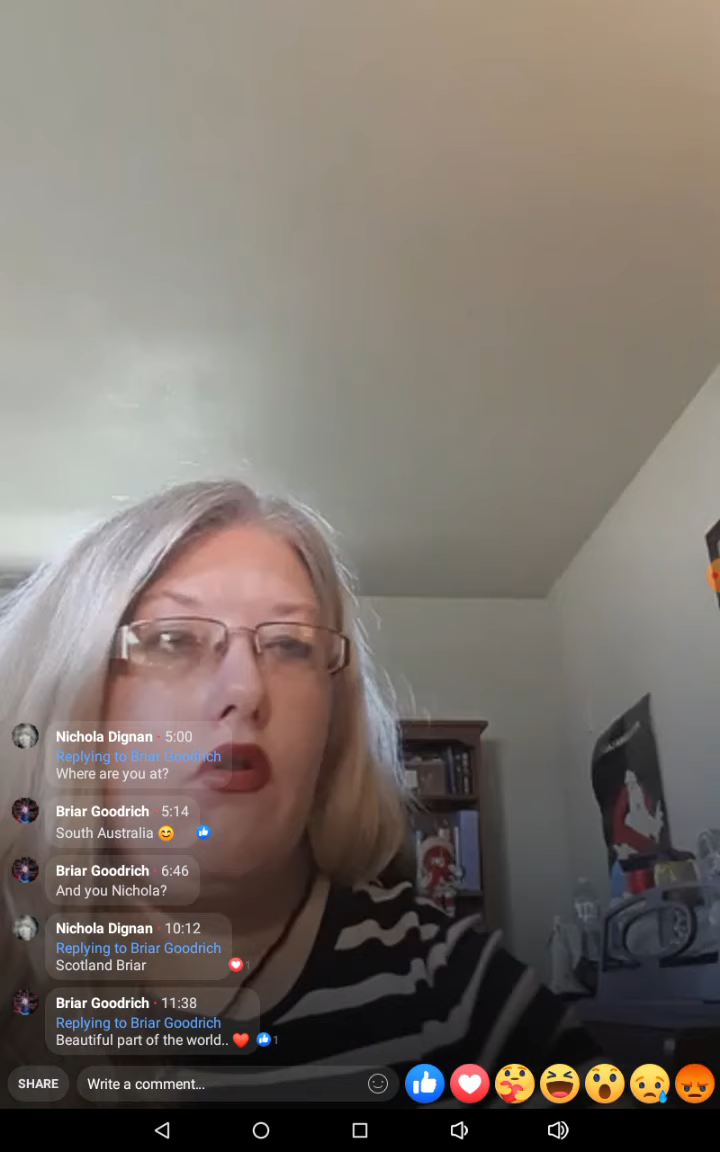 Nichola Dignan · 5:00
Replying to Briar Goodrich
Where are you at?
Briar Goodrich · 5:14
South Australia 😊
Briar Goodrich · 6:46
And you Nichola?
Nichola Dignan · 10:12
Replying to Briar Goodrich
Scotland Briar
1
Briar Goodrich · 11:38
Replying to Briar Goodrich
Beautiful part of the world.. ❤️
1
SHARE
Write a comment...